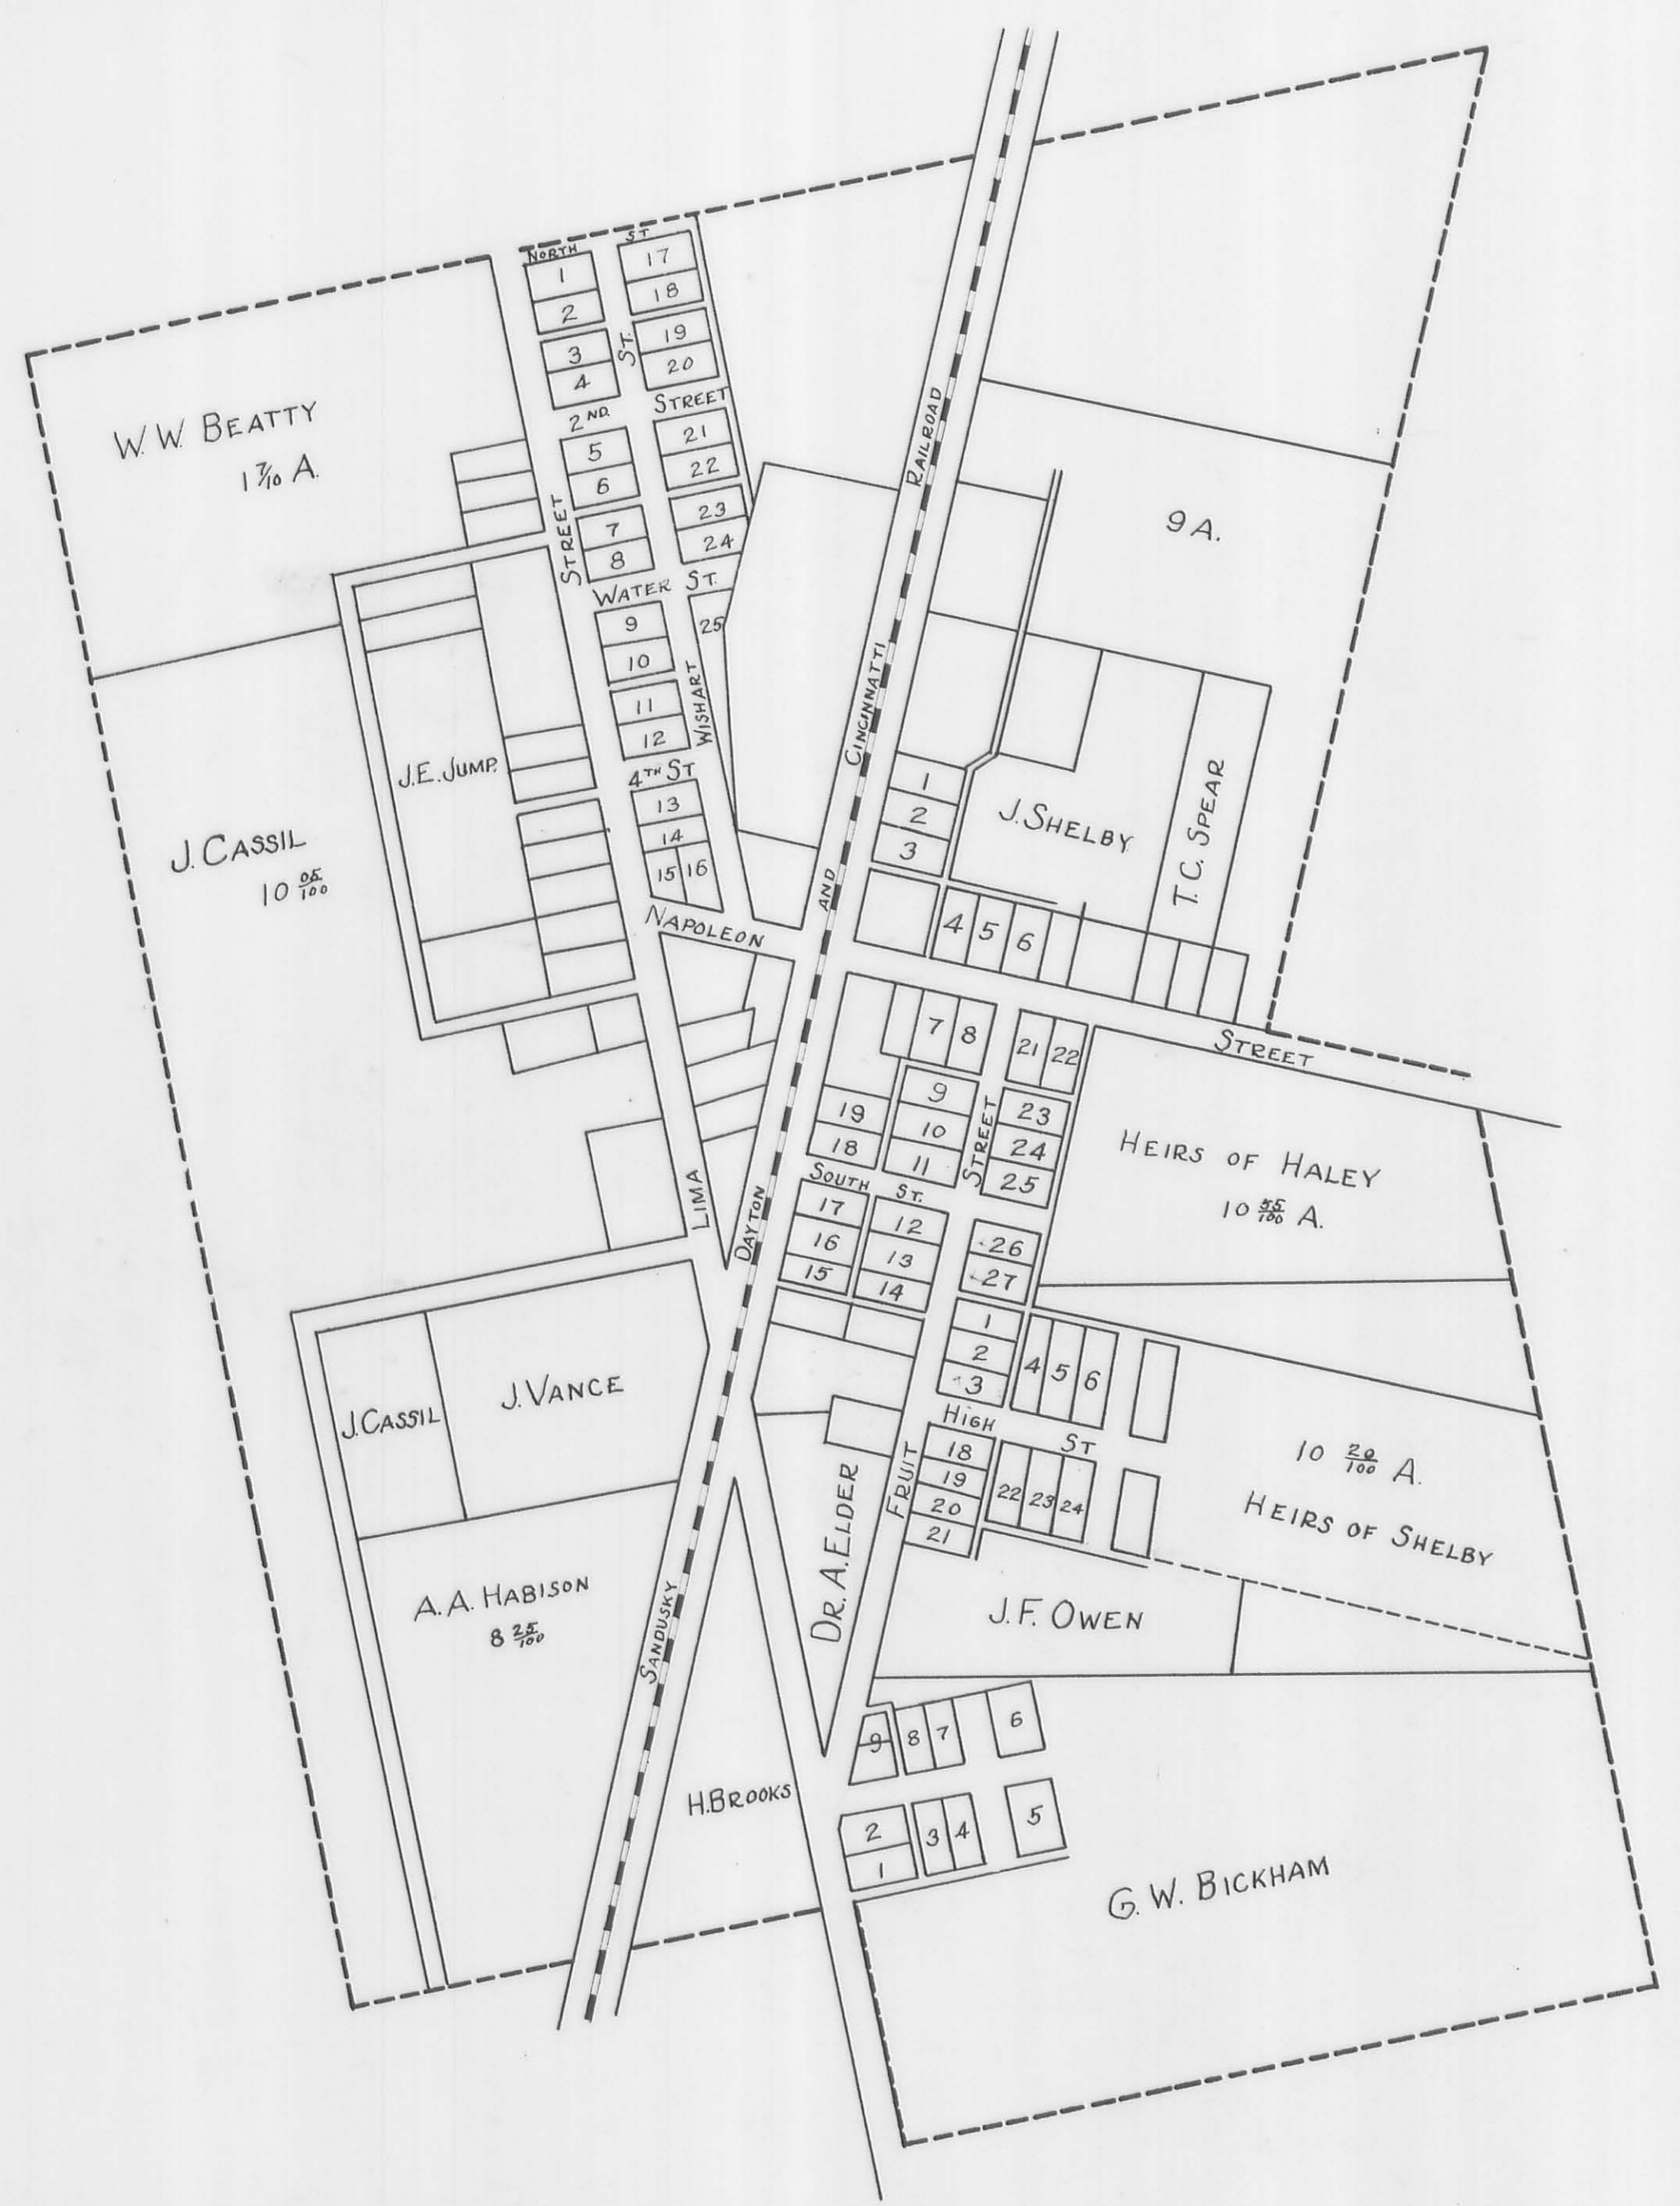 NORTH ST
1
2
3
4
17
18
19
20
ST.
2ND. STREET
5
6
7
8
21
22
23
24
STREET
WATER ST.
9
10
11
12
25
WISHART
4TH ST
13
14
15 16
NAPOLEON
W. W. BEATTY
1 7/10 A.
J. CASSIL
10 05/100
J. E. JUMP.
RAILROAD
CINCINNATTI
AND
DAYTON
SANDUSKY
9 A.
1
2
3
J. SHELBY
T. C. SPEAR
4 5 6
7 8
21 22
STREET
9
10
11
19
18
23
24
25
STREET
HEIRS OF HALEY
10 55/100 A.
SOUTH ST.
17
16
15
12
13
14
26
27
LIMA
1
2
3
4 5 6
HIGH ST
18
19
20
21
22 23 24
FRUIT
10 20/100 A.
HEIRS OF SHELBY
J. CASSIL
J. VANCE
A. A. HABISON
8 25/100
DR. A. ELDER
J. F. OWEN
H. BROOKS
9 8 7 6
2
1
3 4 5
G. W. BICKHAM